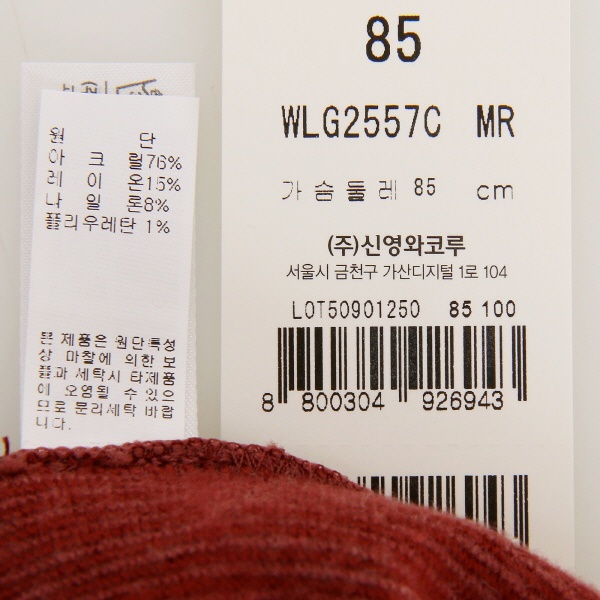 원 단
아 크 릴76%
레 이 온15%
나 일 론8%
폴리우레탄 1%
본 제품은 원단특성
상 마찰에 의한 보
풀과 세탁시 타제품
에 오염될 수 있으
므로 분리세탁 바랍
니다.
85
WLG2557C MR
가슴둘레 85 cm
(주)신영와코루
서울시 금천구 가산디지털 1로 104
LOT50901250 85 100
8 800304 926943